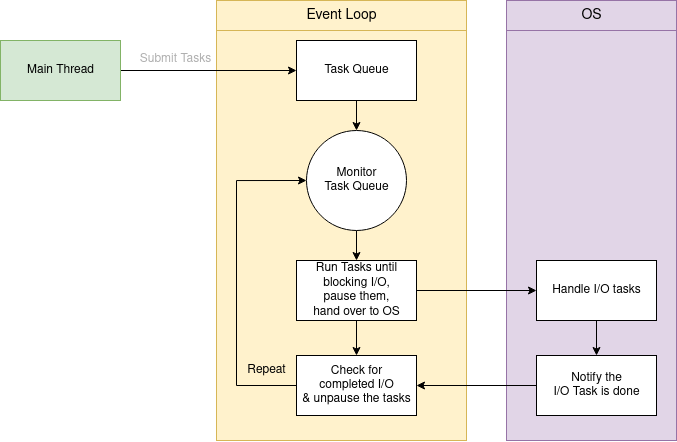 Event Loop
OS
Main Thread
Submit Tasks
Task Queue
Monitor
Task Queue
Run Tasks until
blocking I/O,
pause them,
hand over to OS
Handle I/O tasks
Repeat
Check for
completed I/O
& unpause the tasks
Notify the
I/O Task is done